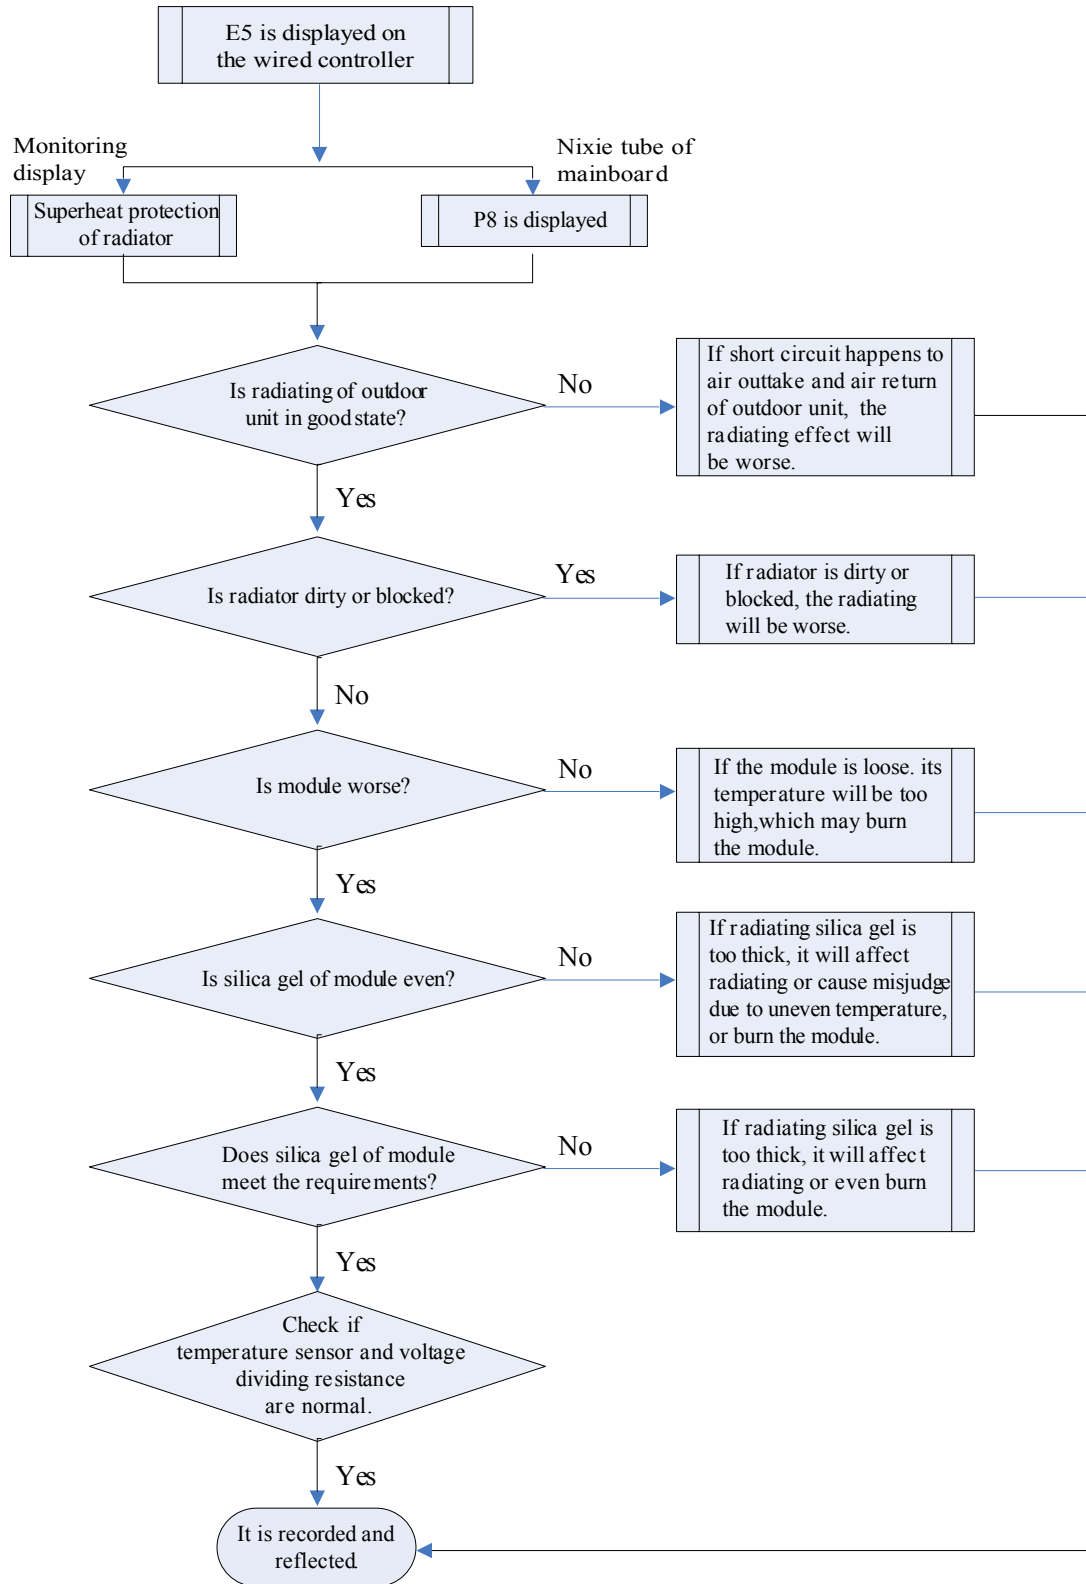 E5 is displayed on
the wired controller
Monitoring
display
Nixie tube of
mainboard
Superheat protection
of radiator
P8 is displayed
Is radiating of outdoor
unit in good state?
No
If short circuit happens to
air outtake and air return
of outdoor unit, the
radiating effect will
be worse.
Yes
Is radiator dirty or blocked?
Yes
If radiator is dirty or
blocked, the radiating
will be worse.
No
Is module worse?
No
If the module is loose. its
temperature will be too
high,which may burn
the module.
Yes
Is silica gel of module even?
No
If radiating silica gel is
too thick, it will affect
radiating or cause misjudge
due to uneven temperature,
or burn the module.
Yes
Does silica gel of module
meet the requirements?
No
If radiating silica gel is
too thick, it will affect
radiating or even burn
the module.
Yes
Check if
temperature sensor and voltage
dividing resistance
are normal.
Yes
It is recorded and
reflected.